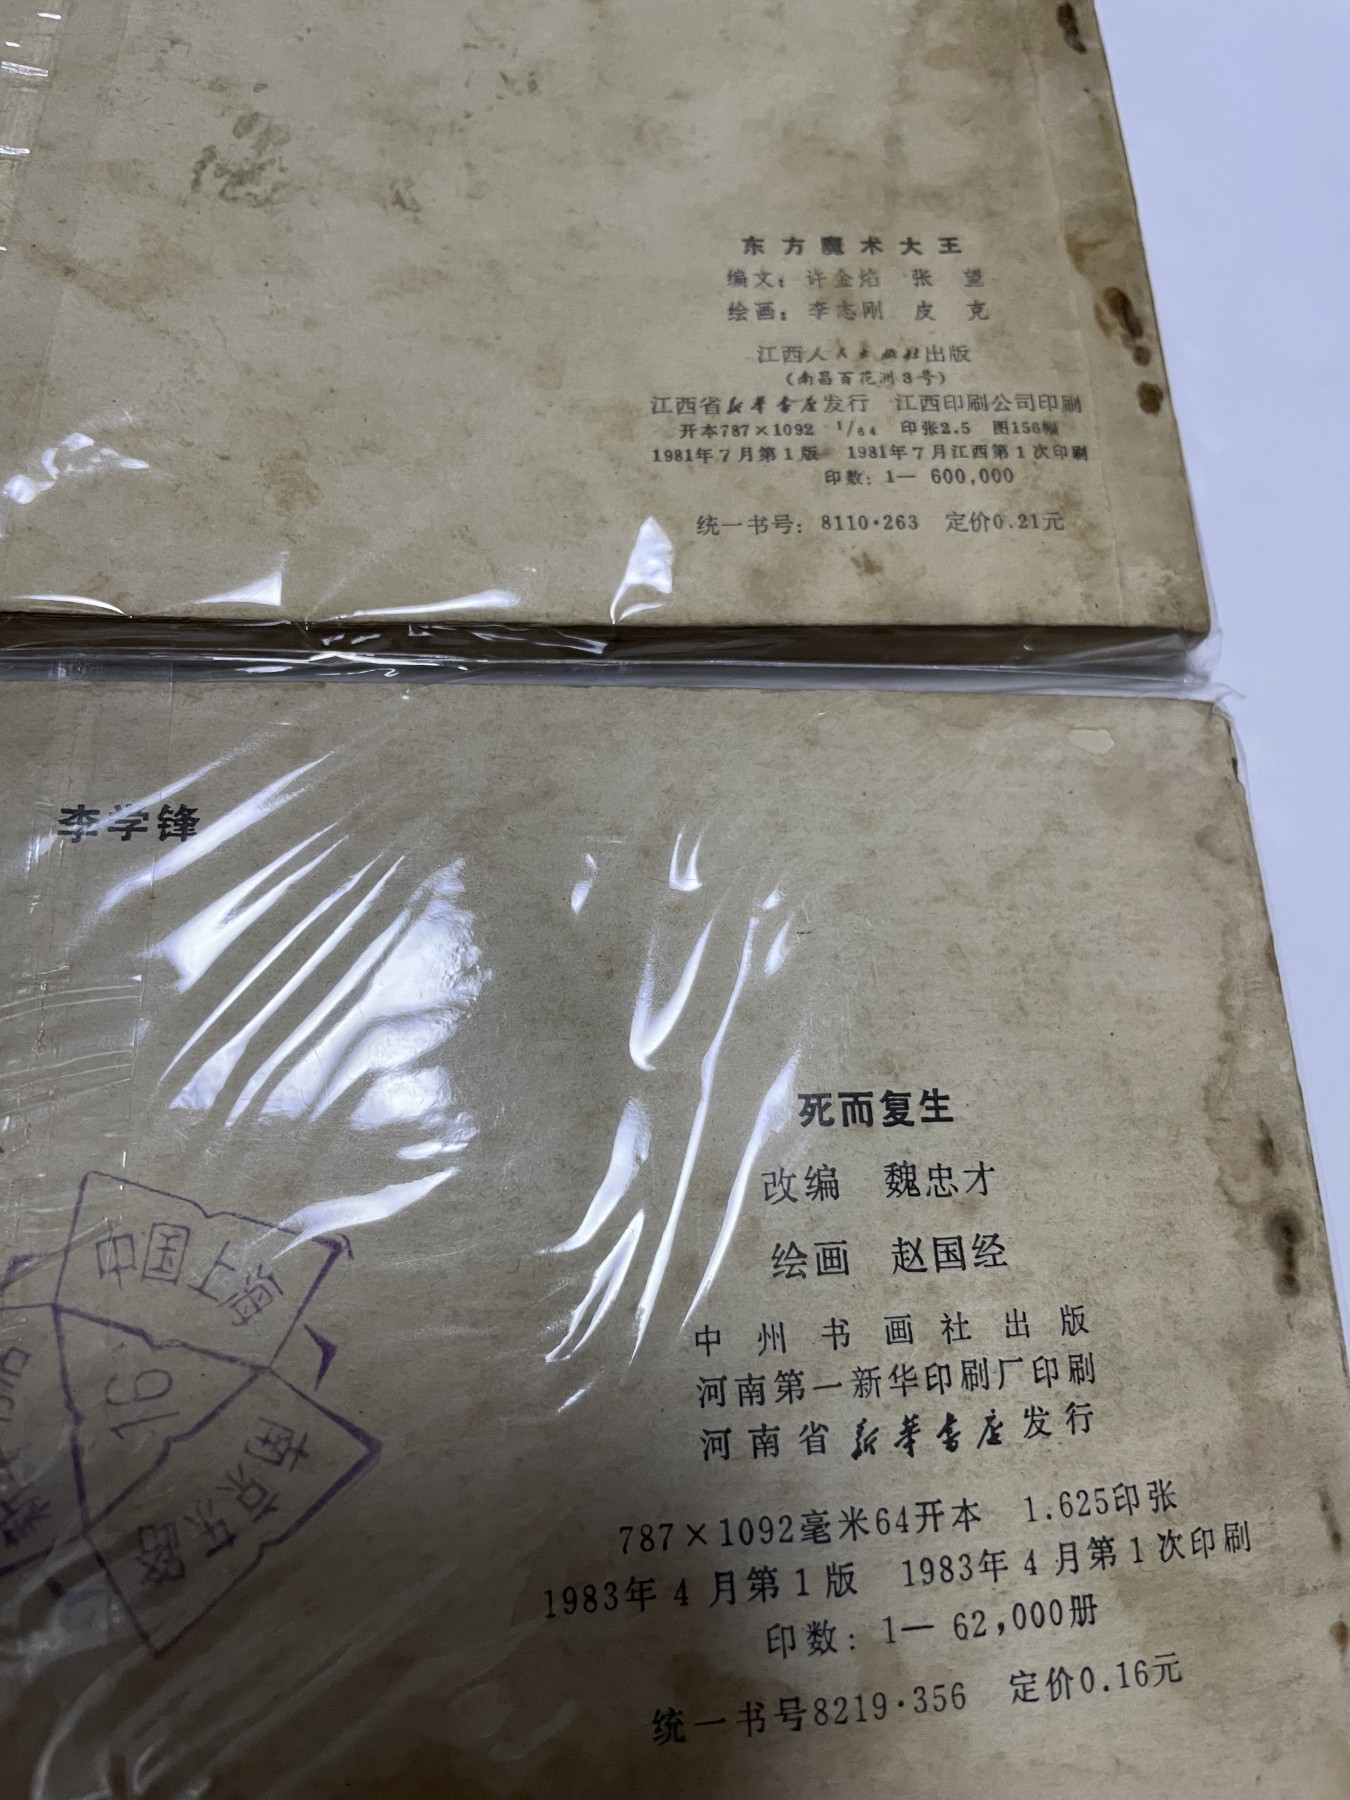 东方魔术大王
编文：许金焰 张 望
绘画：李志刚 皮 克
江西人民出版社出版
(南昌百花洲3号)
江西省新华书店发行 江西印刷公司印刷
开本787×1092 1/64 印张2.5 图156幅
1981年7月第1版 1981年7月江西第1次印刷
印数：1— 600,000
统一书号：8110·263 定价0.21元
李学锋
死而复生
改编 魏忠才
绘画 赵国经
中州书画社出版
河南第一新华印刷厂印刷
河南省新华书店发行
787×1092毫米64开本 1.625印张
1983年4月第1版 1983年4月第1次印刷
印数：1— 62,000册
统一书号8219·356 定价0.16元
中国上海
16
南京东路